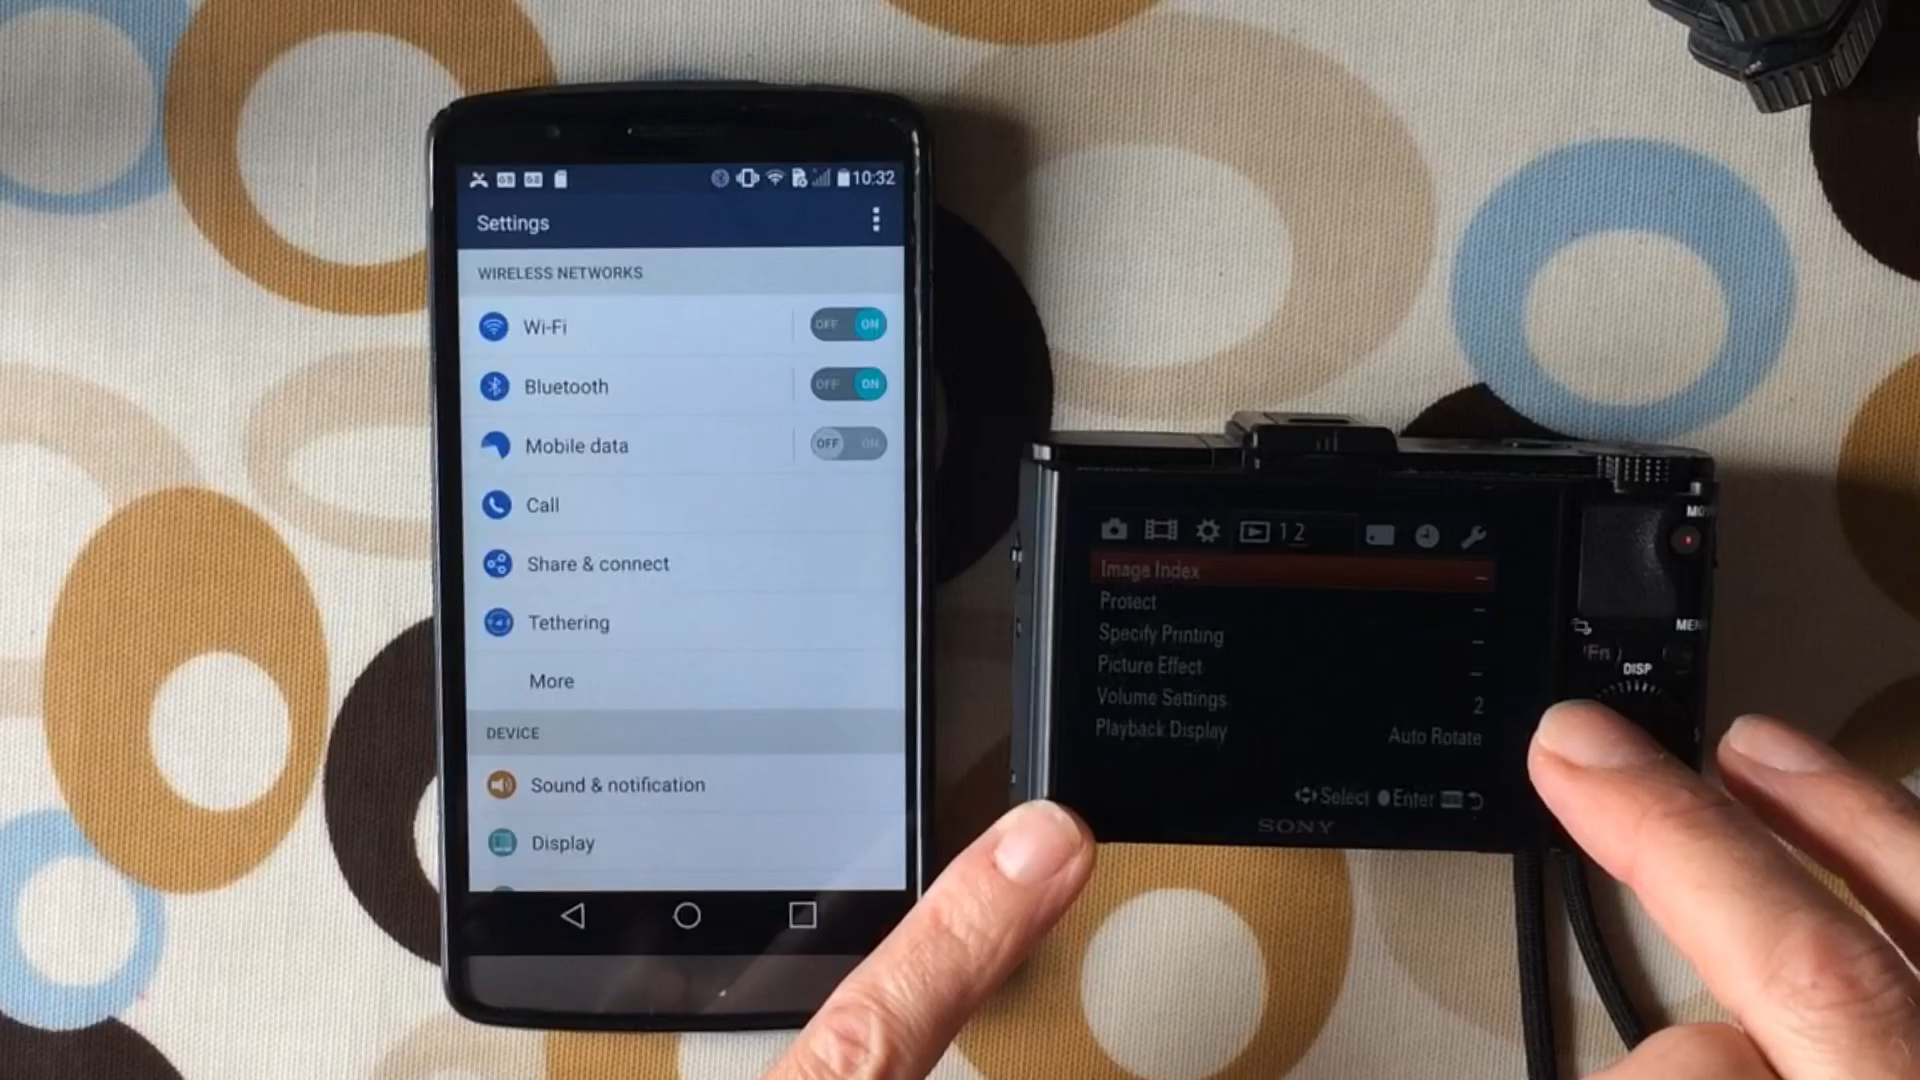 10:32
Settings
WIRELESS NETWORKS
Wi-Fi OFF ON
Bluetooth OFF ON
Mobile data OFF ON
Call
Share & connect
Tethering
More
DEVICE
Sound & notification
Display
1 2
Image Index –
Protect –
Specify Printing –
Picture Effect –
Volume Settings 2
Playback Display Auto Rotate
Select Enter
SONY
Fn
DISP